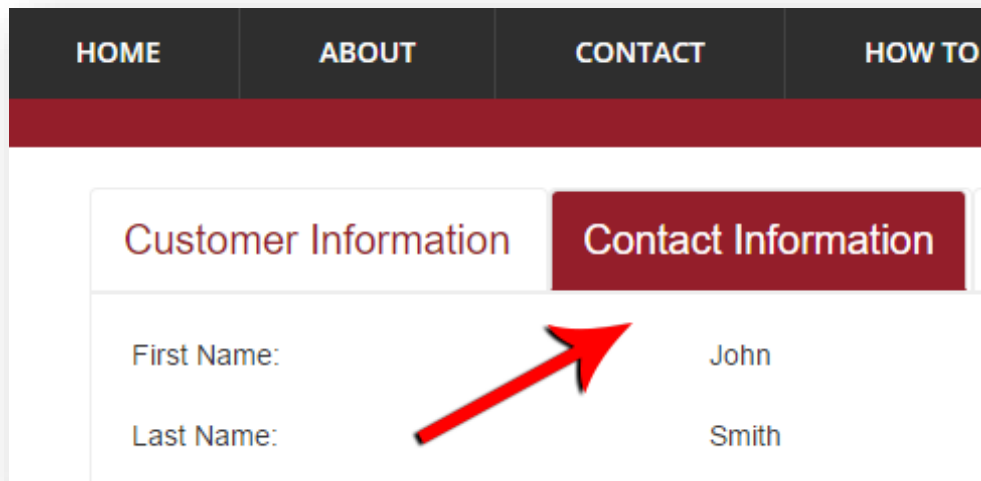 HOME ABOUT CONTACT HOW TO
Customer Information Contact Information
First Name: John
Last Name: Smith